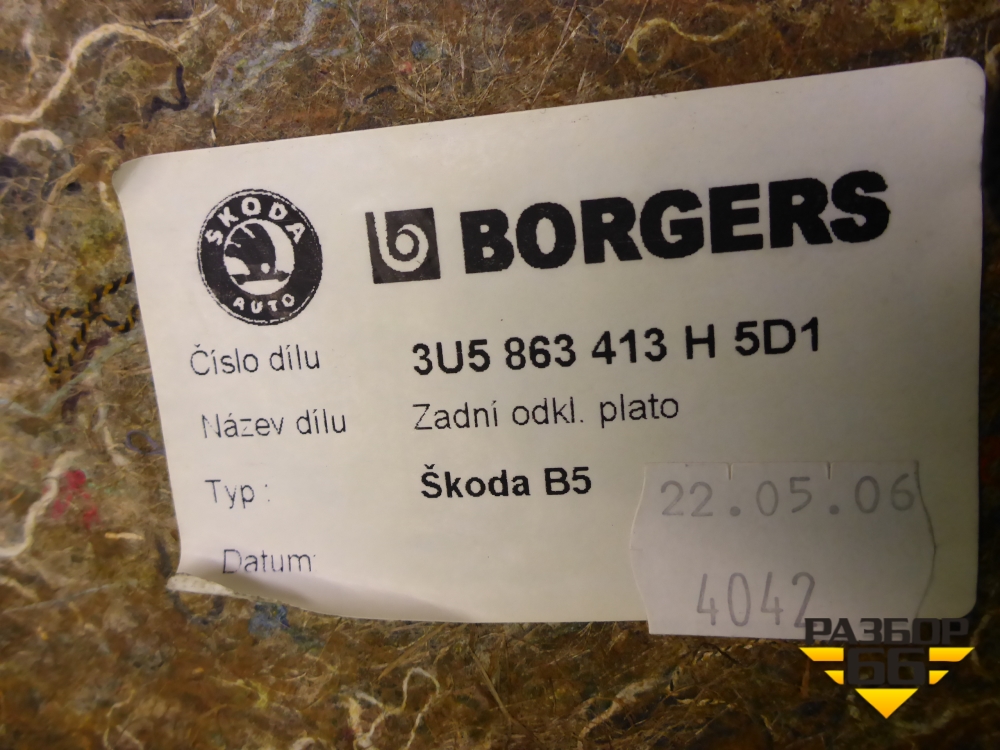 ŠKODA
AUTO
BORGERS
Číslo dílu 3U5 863 413 H 5D1
Název dílu Zadní odkl. plato
Typ : Škoda B5
Datum:
22.05.06
4042
РАЗБОР
66